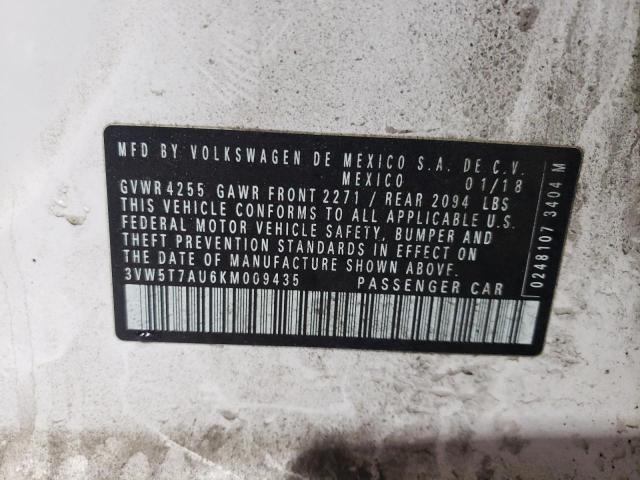 MFD BY VOLKSWAGEN DE MEXICO S.A. DE C.V.
MEXICO 01/18
GVWR 4255 GAWR FRONT 2271 / REAR 2094 LBS
THIS VEHICLE CONFORMS TO ALL APPLICABLE U.S.
FEDERAL MOTOR VEHICLE SAFETY, BUMPER AND
THEFT PREVENTION STANDARDS IN EFFECT ON
THE DATE OF MANUFACTURE SHOWN ABOVE.
3VW5T7AU6KM009435 PASSENGER CAR
0248107 3404 M